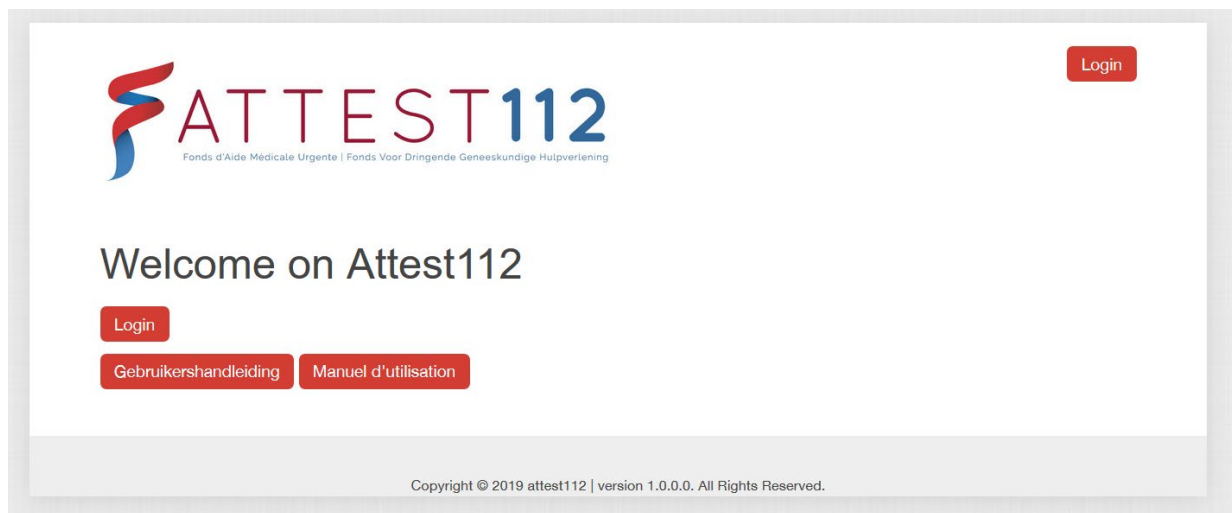 Login
ATTEST112
Fonds d'Aide Médicale Urgente | Fonds Voor Dringende Geneeskundige Hulpverlening
Welcome on Attest112
Login
Gebruikershandleiding Manuel d'utilisation
Copyright © 2019 attest112 | version 1.0.0.0. All Rights Reserved.